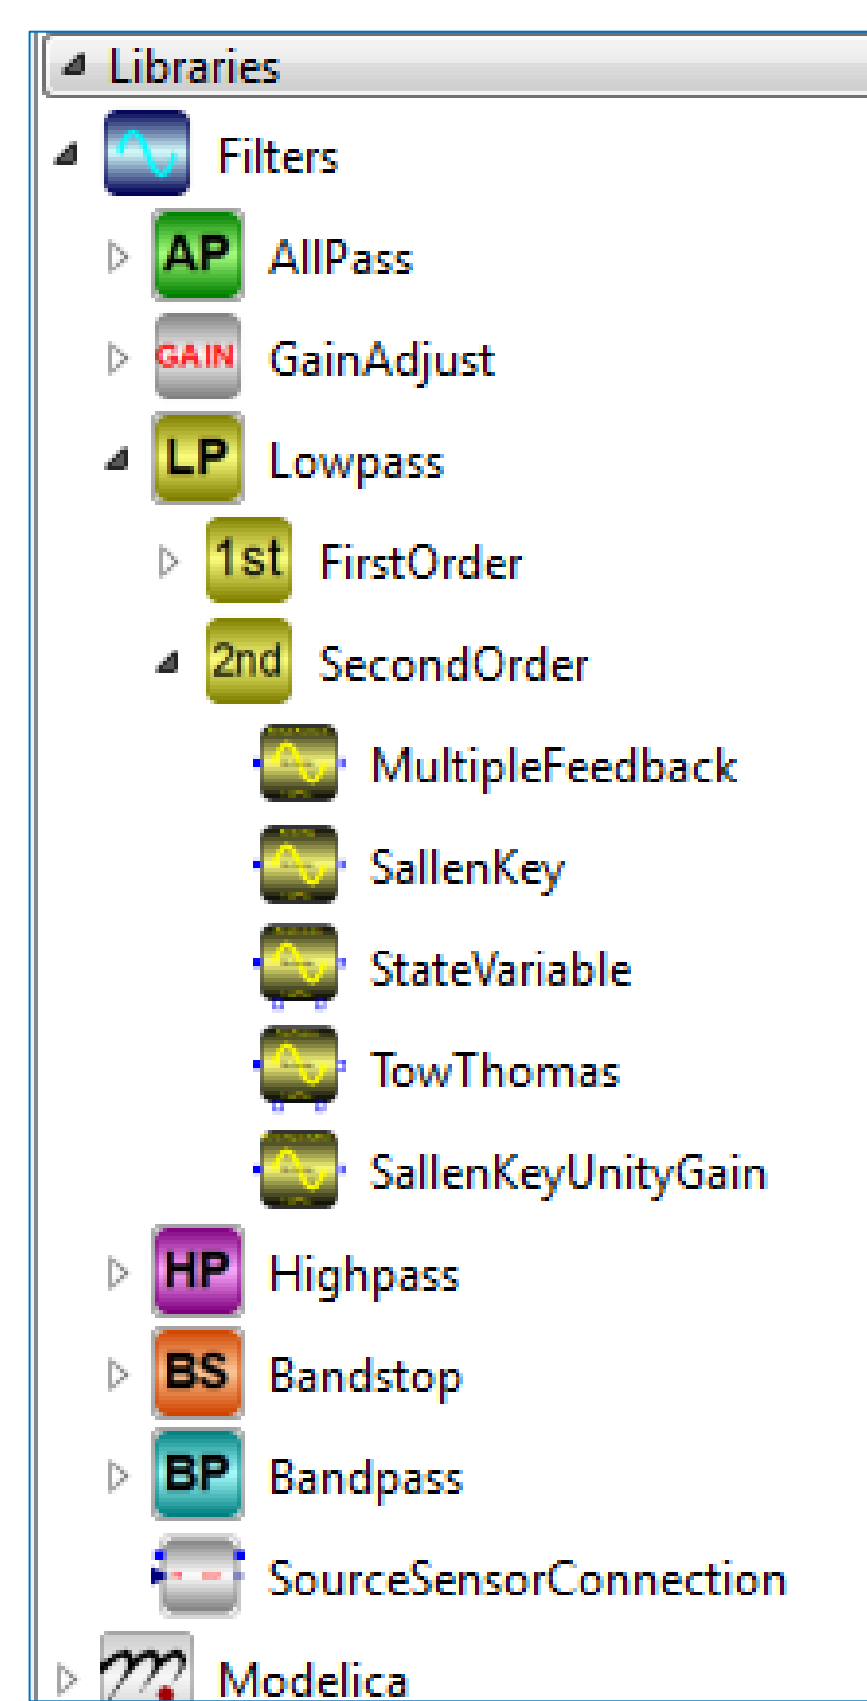 Libraries
Filters
AP AllPass
GAIN GainAdjust
LP Lowpass
1st FirstOrder
2nd SecondOrder
MultipleFeedback
SallenKey
StateVariable
TowThomas
SallenKeyUnityGain
HP Highpass
BS Bandstop
BP Bandpass
SourceSensorConnection
m Modelica